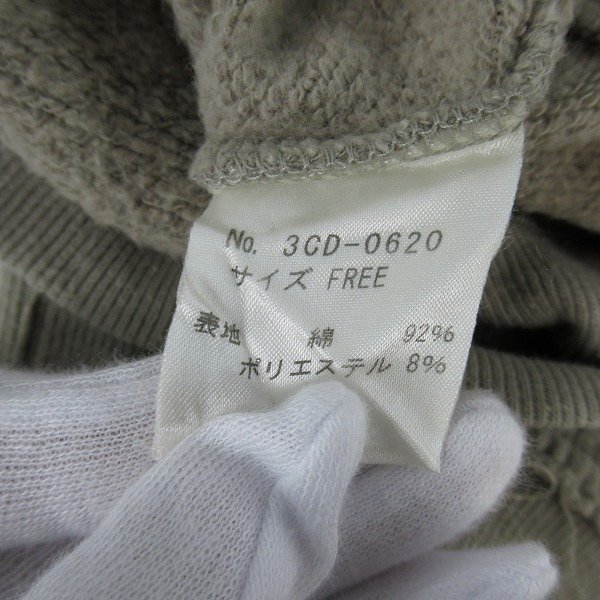 No. 3CD-0620
サイズ FREE
表地 綿 92%
ポリエステル 8%